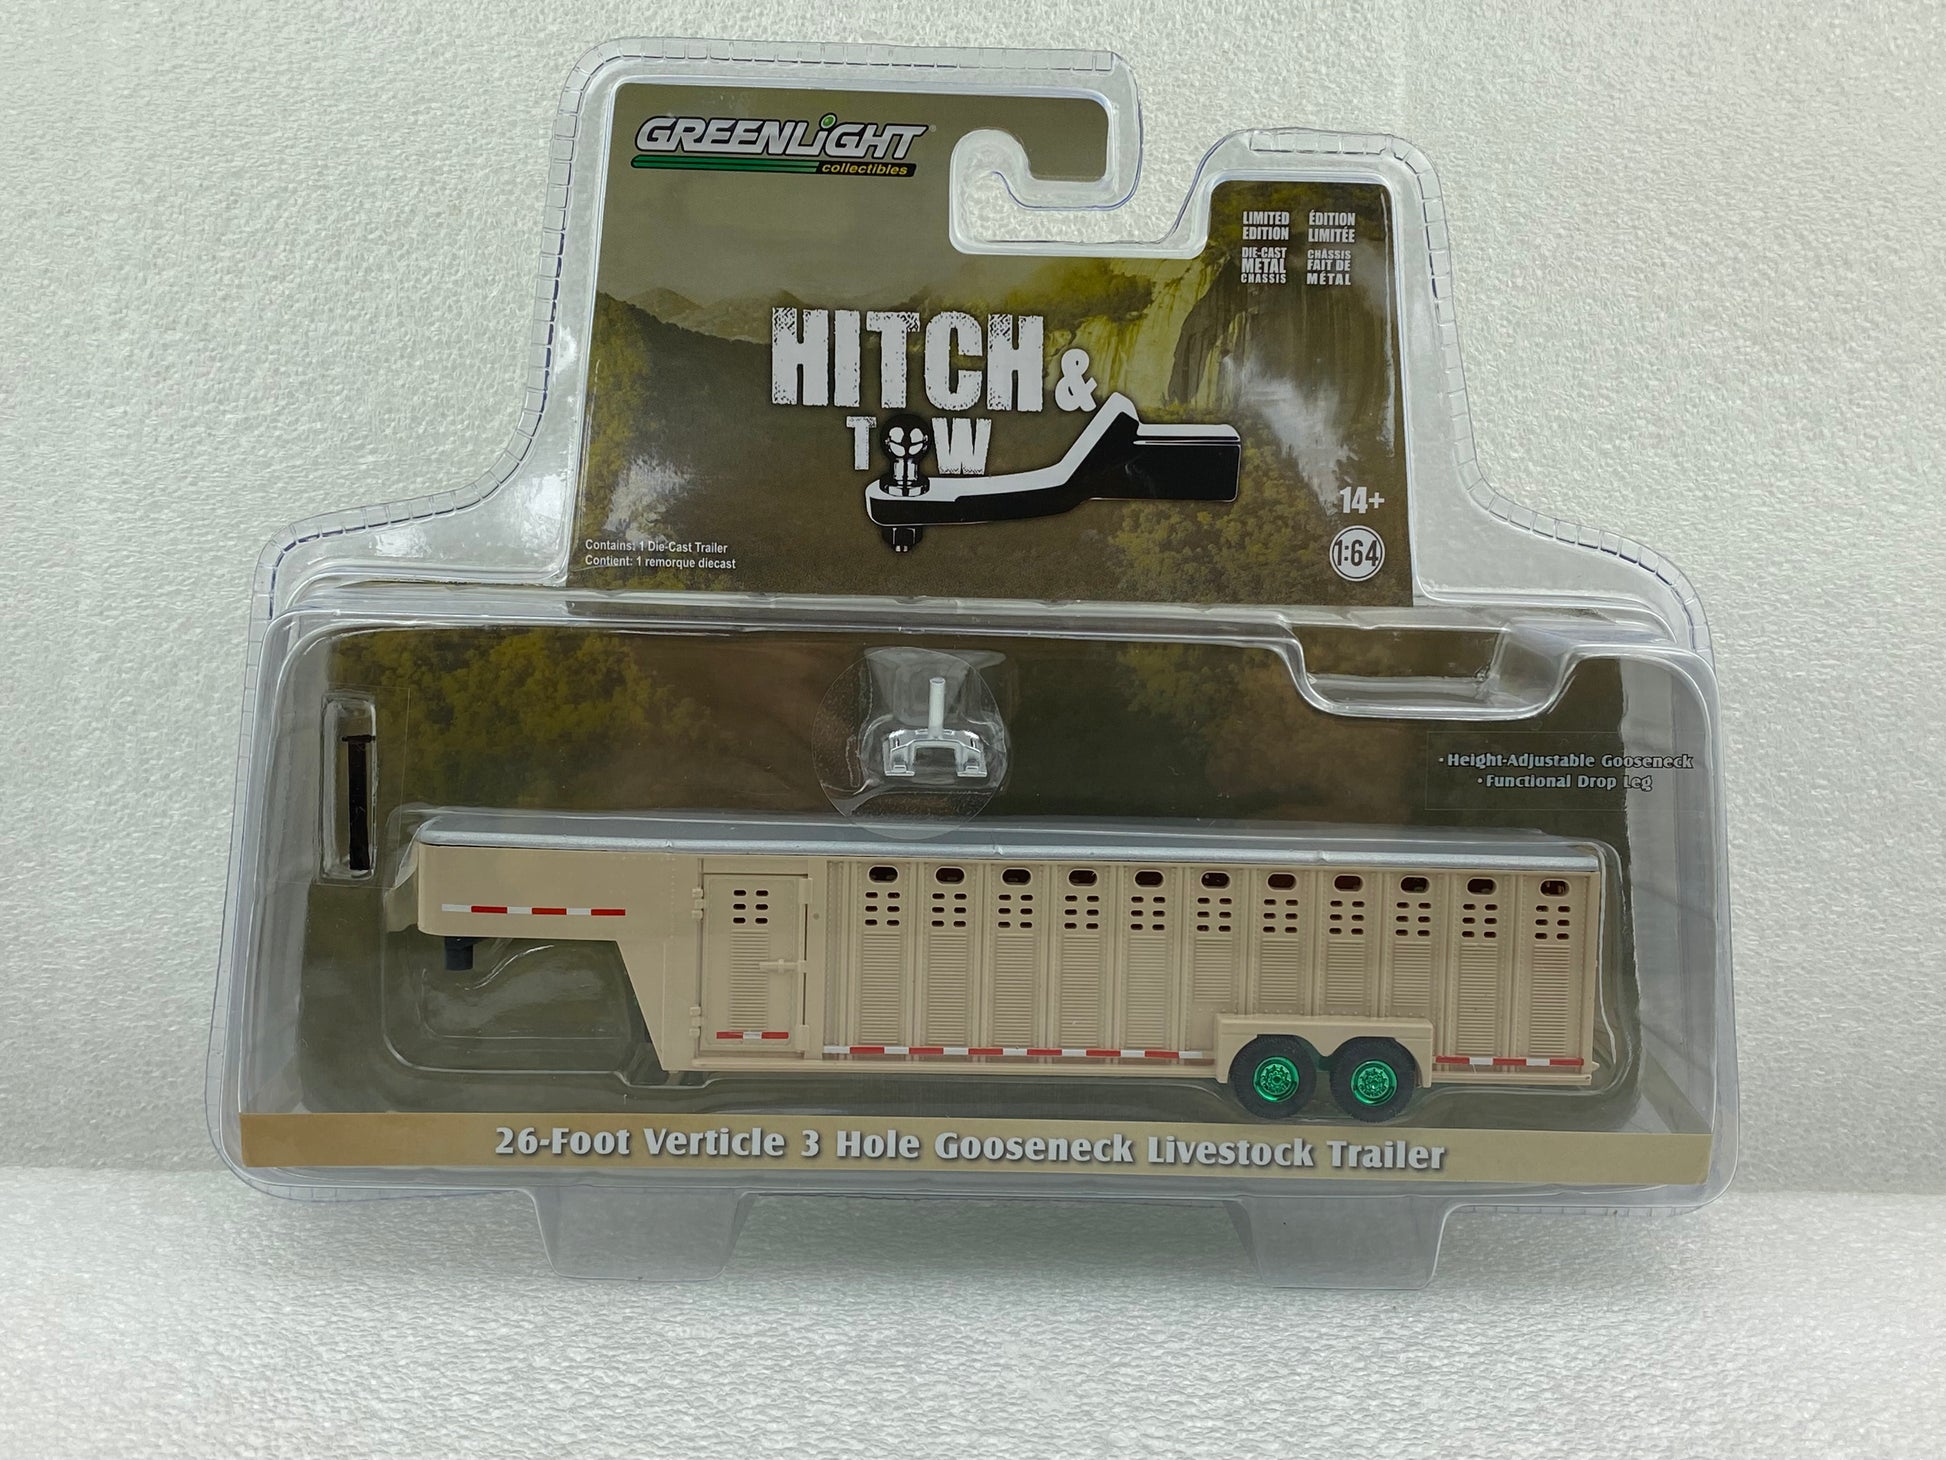 GREENLIGHT®
collectibles
LIMITED EDITION
ÉDITION LIMITÉE
DIE-CAST METAL CHASSIS
CHÂSSIS FAIT DE MÉTAL
HITCH &
TOW
14+
1:64
Contains: 1 Die-Cast Trailer
Contient: 1 remorque diecast
• Height-Adjustable Gooseneck
• Functional Drop Leg
26-Foot Verticle 3 Hole Gooseneck Livestock Trailer